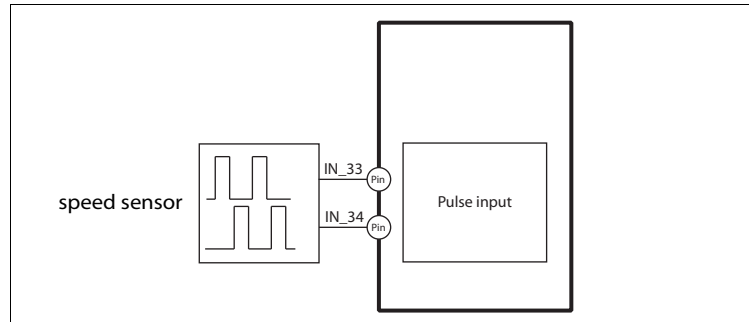 speed sensor
IN_33
Pin
IN_34
Pin
Pulse input